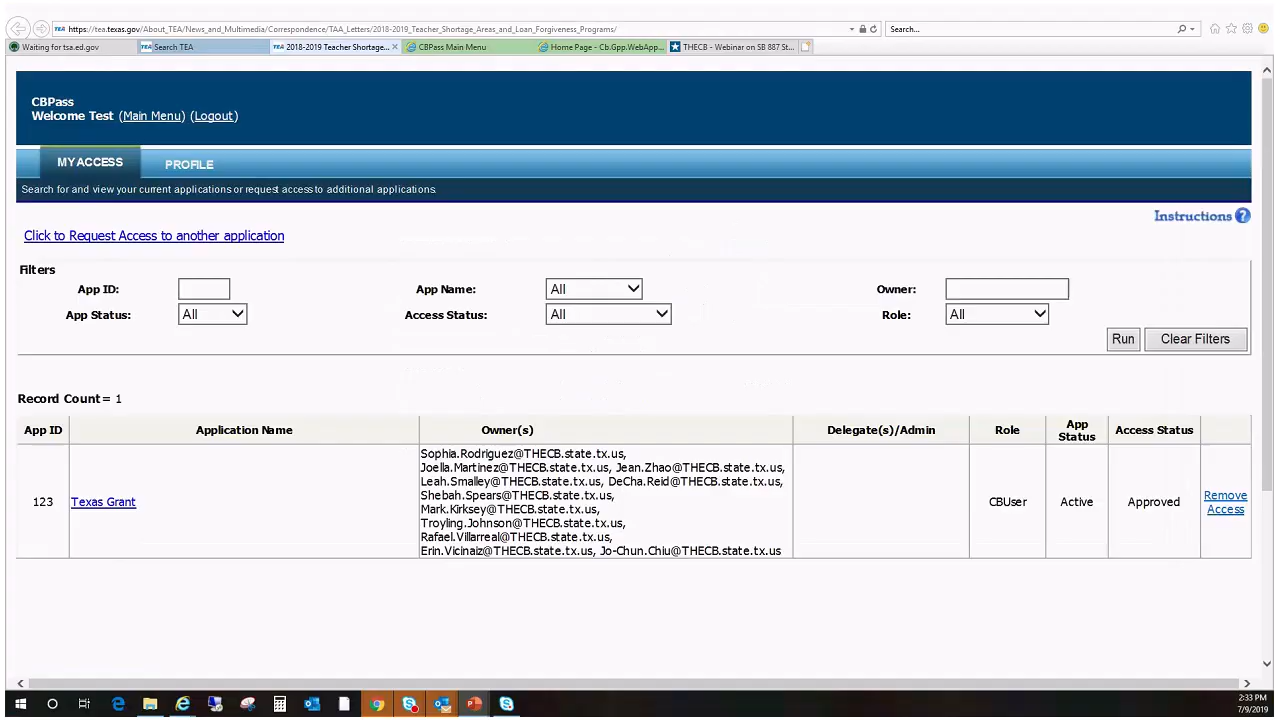 https://tea.texas.gov/About_TEA/News_and_Multimedia/Correspondence/TAA_Letters/2018-2019_Teacher_Shortage_Areas_and_Loan_Forgiveness_Programs/
Search...
Waiting for tsa.ed.gov
TEA Search TEA
TEA 2018-2019 Teacher Shortage...
CBPass Main Menu
Home Page - Cb.Gpp.WebApp...
THECB - Webinar on SB 887 St...
CBPass
Welcome Test (Main Menu) (Logout)
MY ACCESS
PROFILE
Search for and view your current applications or request access to additional applications.
Instructions ?
Click to Request Access to another application
Filters
App ID:
App Name: All
Owner:
App Status: All
Access Status: All
Role: All
Run
Clear Filters
Record Count= 1
App ID
Application Name
Owner(s)
Delegate(s)/Admin
Role
App
Status
Access Status
123
Texas Grant
Sophia.Rodriguez@THECB.state.tx.us,
Joella.Martinez@THECB.state.tx.us, Jean.Zhao@THECB.state.tx.us,
Leah.Smalley@THECB.state.tx.us, DeCha.Reid@THECB.state.tx.us,
Shebah.Spears@THECB.state.tx.us,
Mark.Kirksey@THECB.state.tx.us,
Troyling.Johnson@THECB.state.tx.us,
Rafael.Villarreal@THECB.state.tx.us,
Erin.Vicinaiz@THECB.state.tx.us, Jo-Chun.Chiu@THECB.state.tx.us
CBUser
Active
Approved
Remove
Access
2:33 PM
7/9/2019